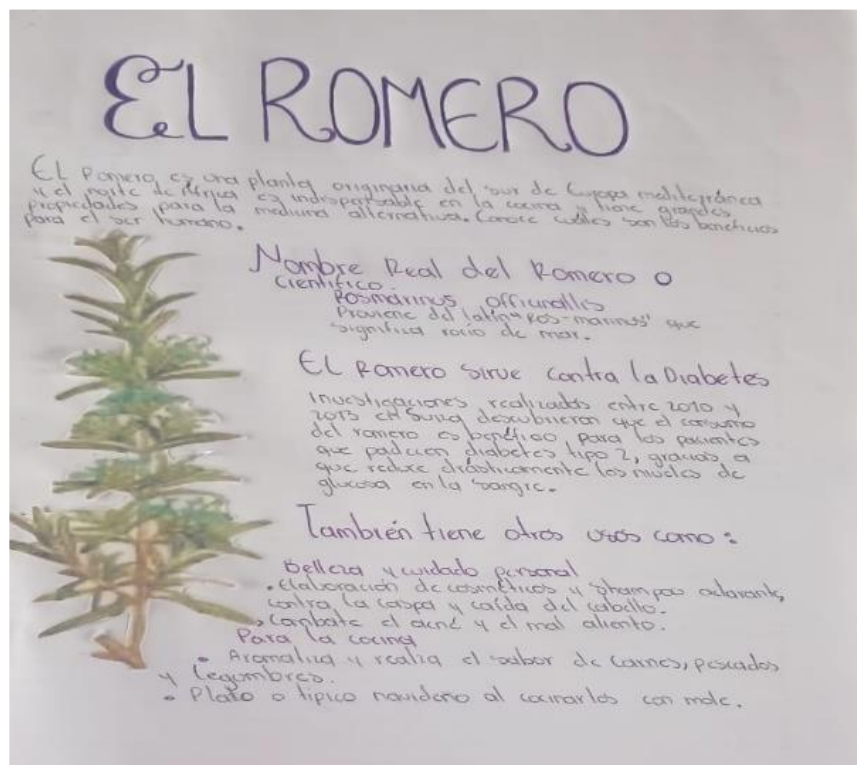 EL ROMERO
EL Romero, es una planta, originaria del sur de Europa mediterránea
y el norte de África es indispensable en la cocina y tiene grandes
propiedades para la medicina alternativa. Conoce cuáles son los beneficios
para el ser humano.
Nombre Real del Romero o
Científico.
Rosmarinus officinallis
Proviene del latín "Ros-marinus" que
significa rocío de mar.
EL Romero sirve contra la Diabetes
Investigaciones realizadas entre 2010 y
2013 en Suiza descubrieron que el consumo
del romero es benéfico para los pacientes
que padecen diabetes tipo 2, gracias a
que reduce drásticamente los niveles de
glucosa en la sangre.
También tiene otros usos como:
Belleza y cuidado personal
• Elaboración de cosméticos y shampoo aclarante,
contra la caspa y caída del cabello.
• Combate el acné y el mal aliento.
Para la cocina
• Aromatiza y realza el sabor de carnes, pescados
y legumbres.
• Plato o típico navideño al cocinarlos con mole.